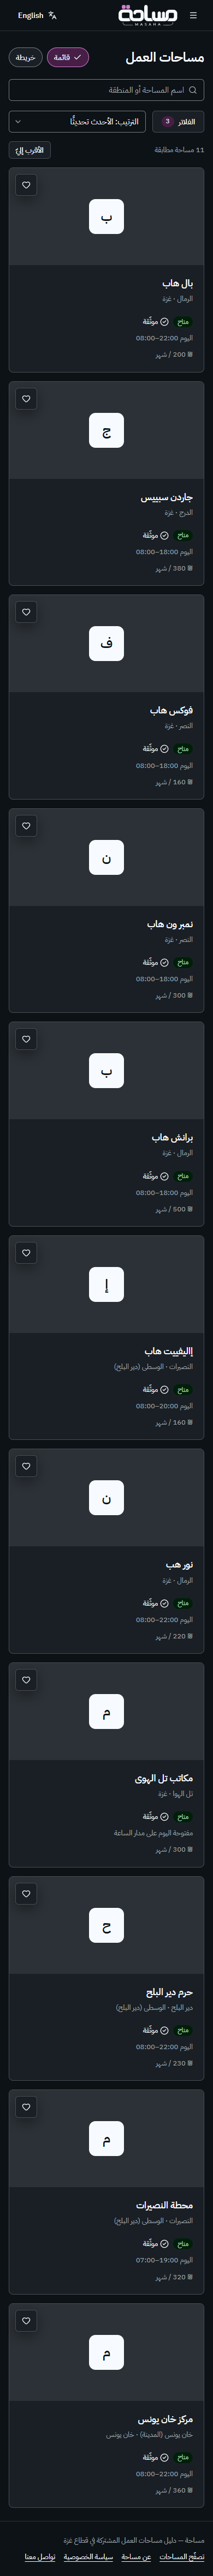 مساحة
MASAHA
English
مساحات العمل
قائمة
خريطة
اسم المساحة أو المنطقة
الفلاتر 3
الترتيب: الأحدث تحديثًا
11 مساحة مطابقة
الأقرب إليّ
ب
بال هاب
الرمال · غزة
متاح موثّقة
اليوم 08:00–22:00
₪ 200 / شهر
ج
جاردن سبيس
الدرج · غزة
متاح موثّقة
اليوم 08:00–18:00
₪ 380 / شهر
ف
فوكس هاب
النصر · غزة
متاح موثّقة
اليوم 08:00–18:00
₪ 160 / شهر
ن
نمبر ون هاب
النصر · غزة
متاح موثّقة
اليوم 08:00–18:00
₪ 300 / شهر
ب
برانش هاب
الرمال · غزة
متاح موثّقة
اليوم 08:00–18:00
₪ 500 / شهر
إ
إاليفييت هاب
النصيرات · الوسطى (دير البلح)
متاح موثّقة
اليوم 08:00–20:00
₪ 160 / شهر
ن
نور هب
الرمال · غزة
متاح موثّقة
اليوم 08:00–22:00
₪ 220 / شهر
م
مكاتب تل الهوى
تل الهوا · غزة
متاح موثّقة
مفتوحة اليوم على مدار الساعة
₪ 300 / شهر
ح
حرم دير البلح
دير البلح · الوسطى (دير البلح)
متاح موثّقة
اليوم 08:00–22:00
₪ 230 / شهر
م
محطة النصيرات
النصيرات · الوسطى (دير البلح)
متاح موثّقة
اليوم 07:00–19:00
₪ 320 / شهر
م
مركز خان يونس
خان يونس (المدينة) · خان يونس
متاح موثّقة
اليوم 08:00–22:00
₪ 360 / شهر
مساحة — دليل مساحات العمل المشتركة في قطاع غزة
تصفّح المساحات عن مساحة سياسة الخصوصية تواصل معنا